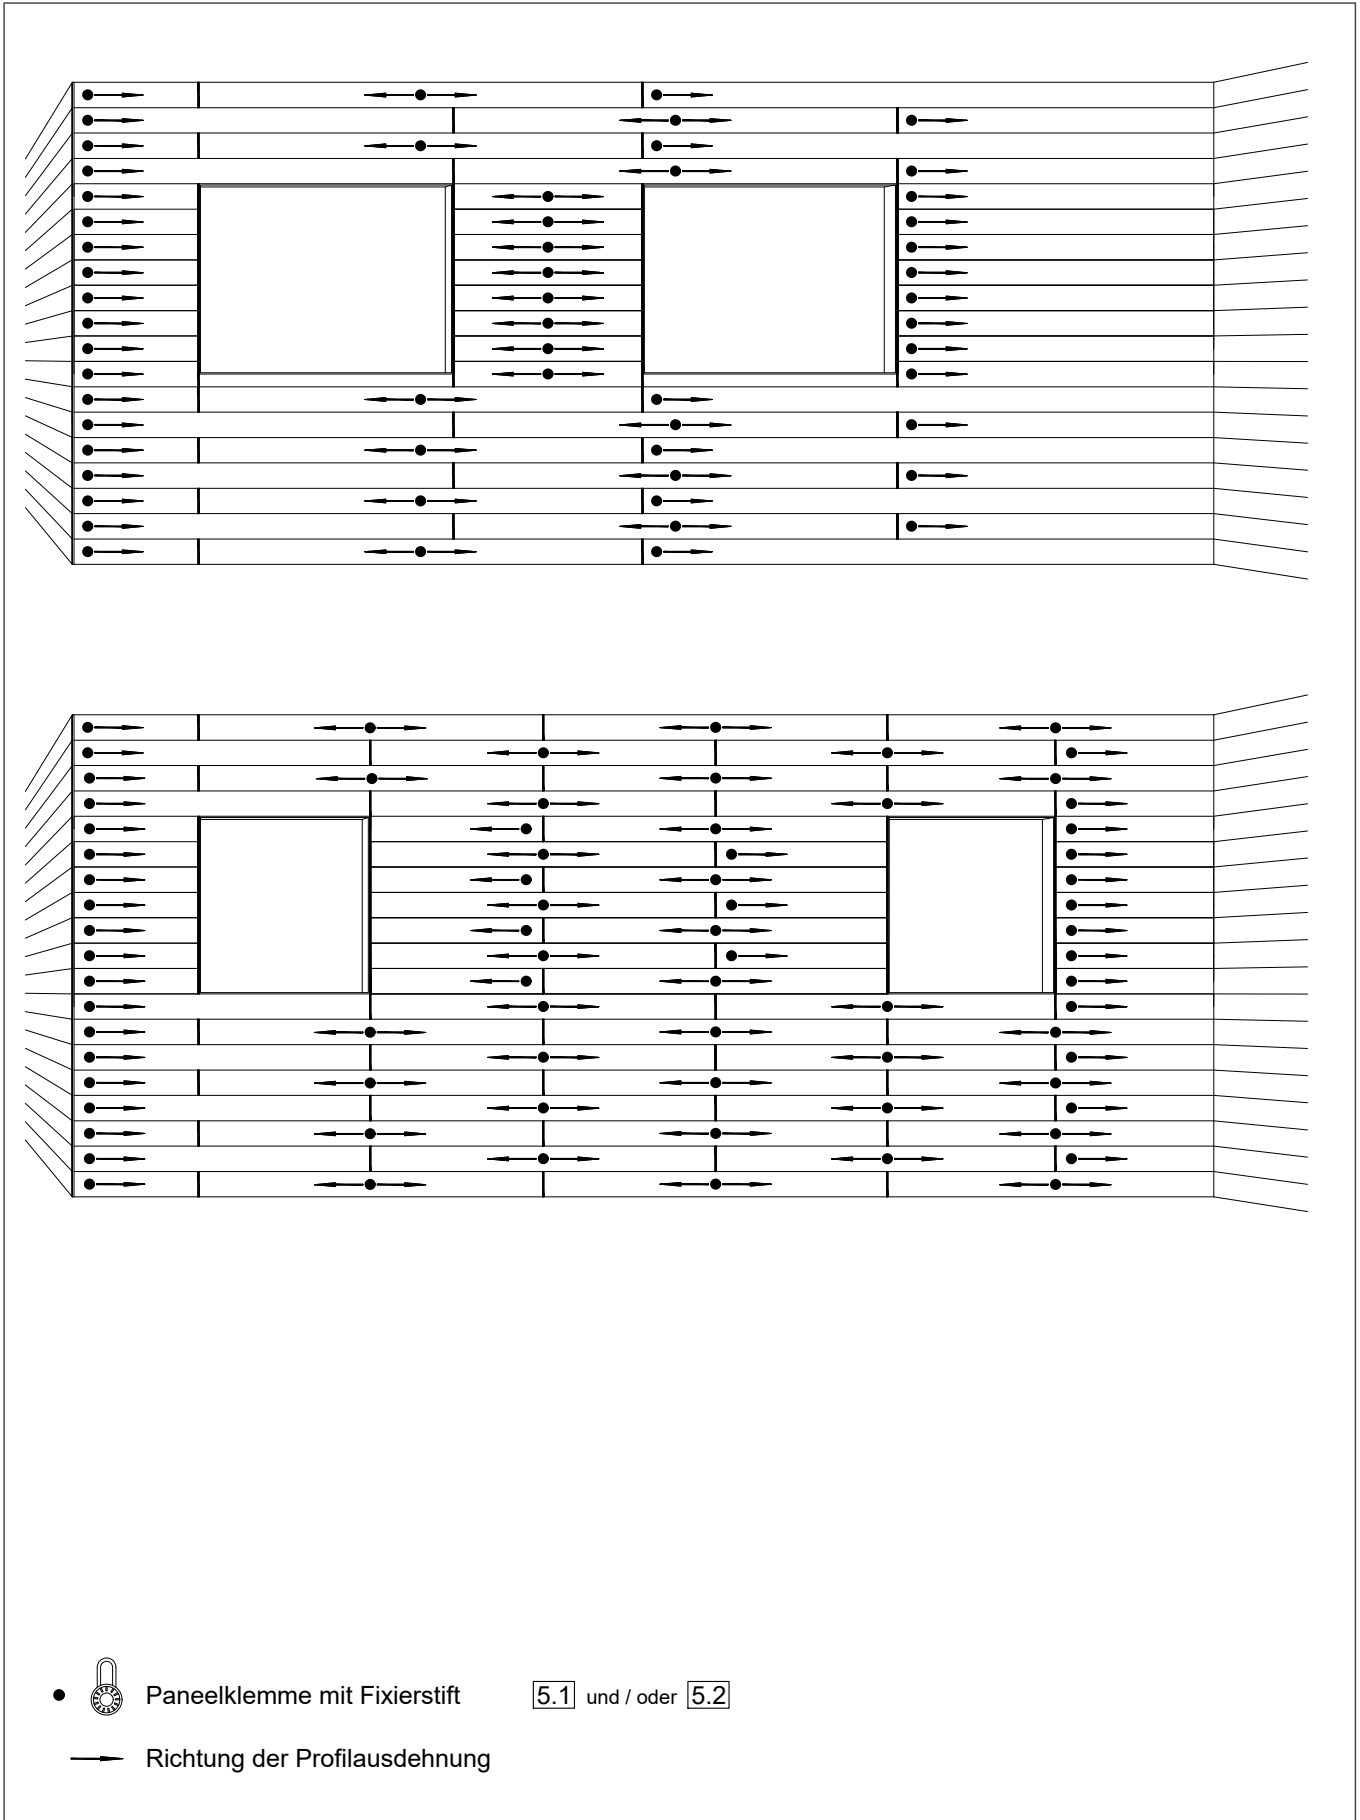 Paneelklemme mit Fixierstift 5.1 und / oder 5.2
Richtung der Profilausdehnung